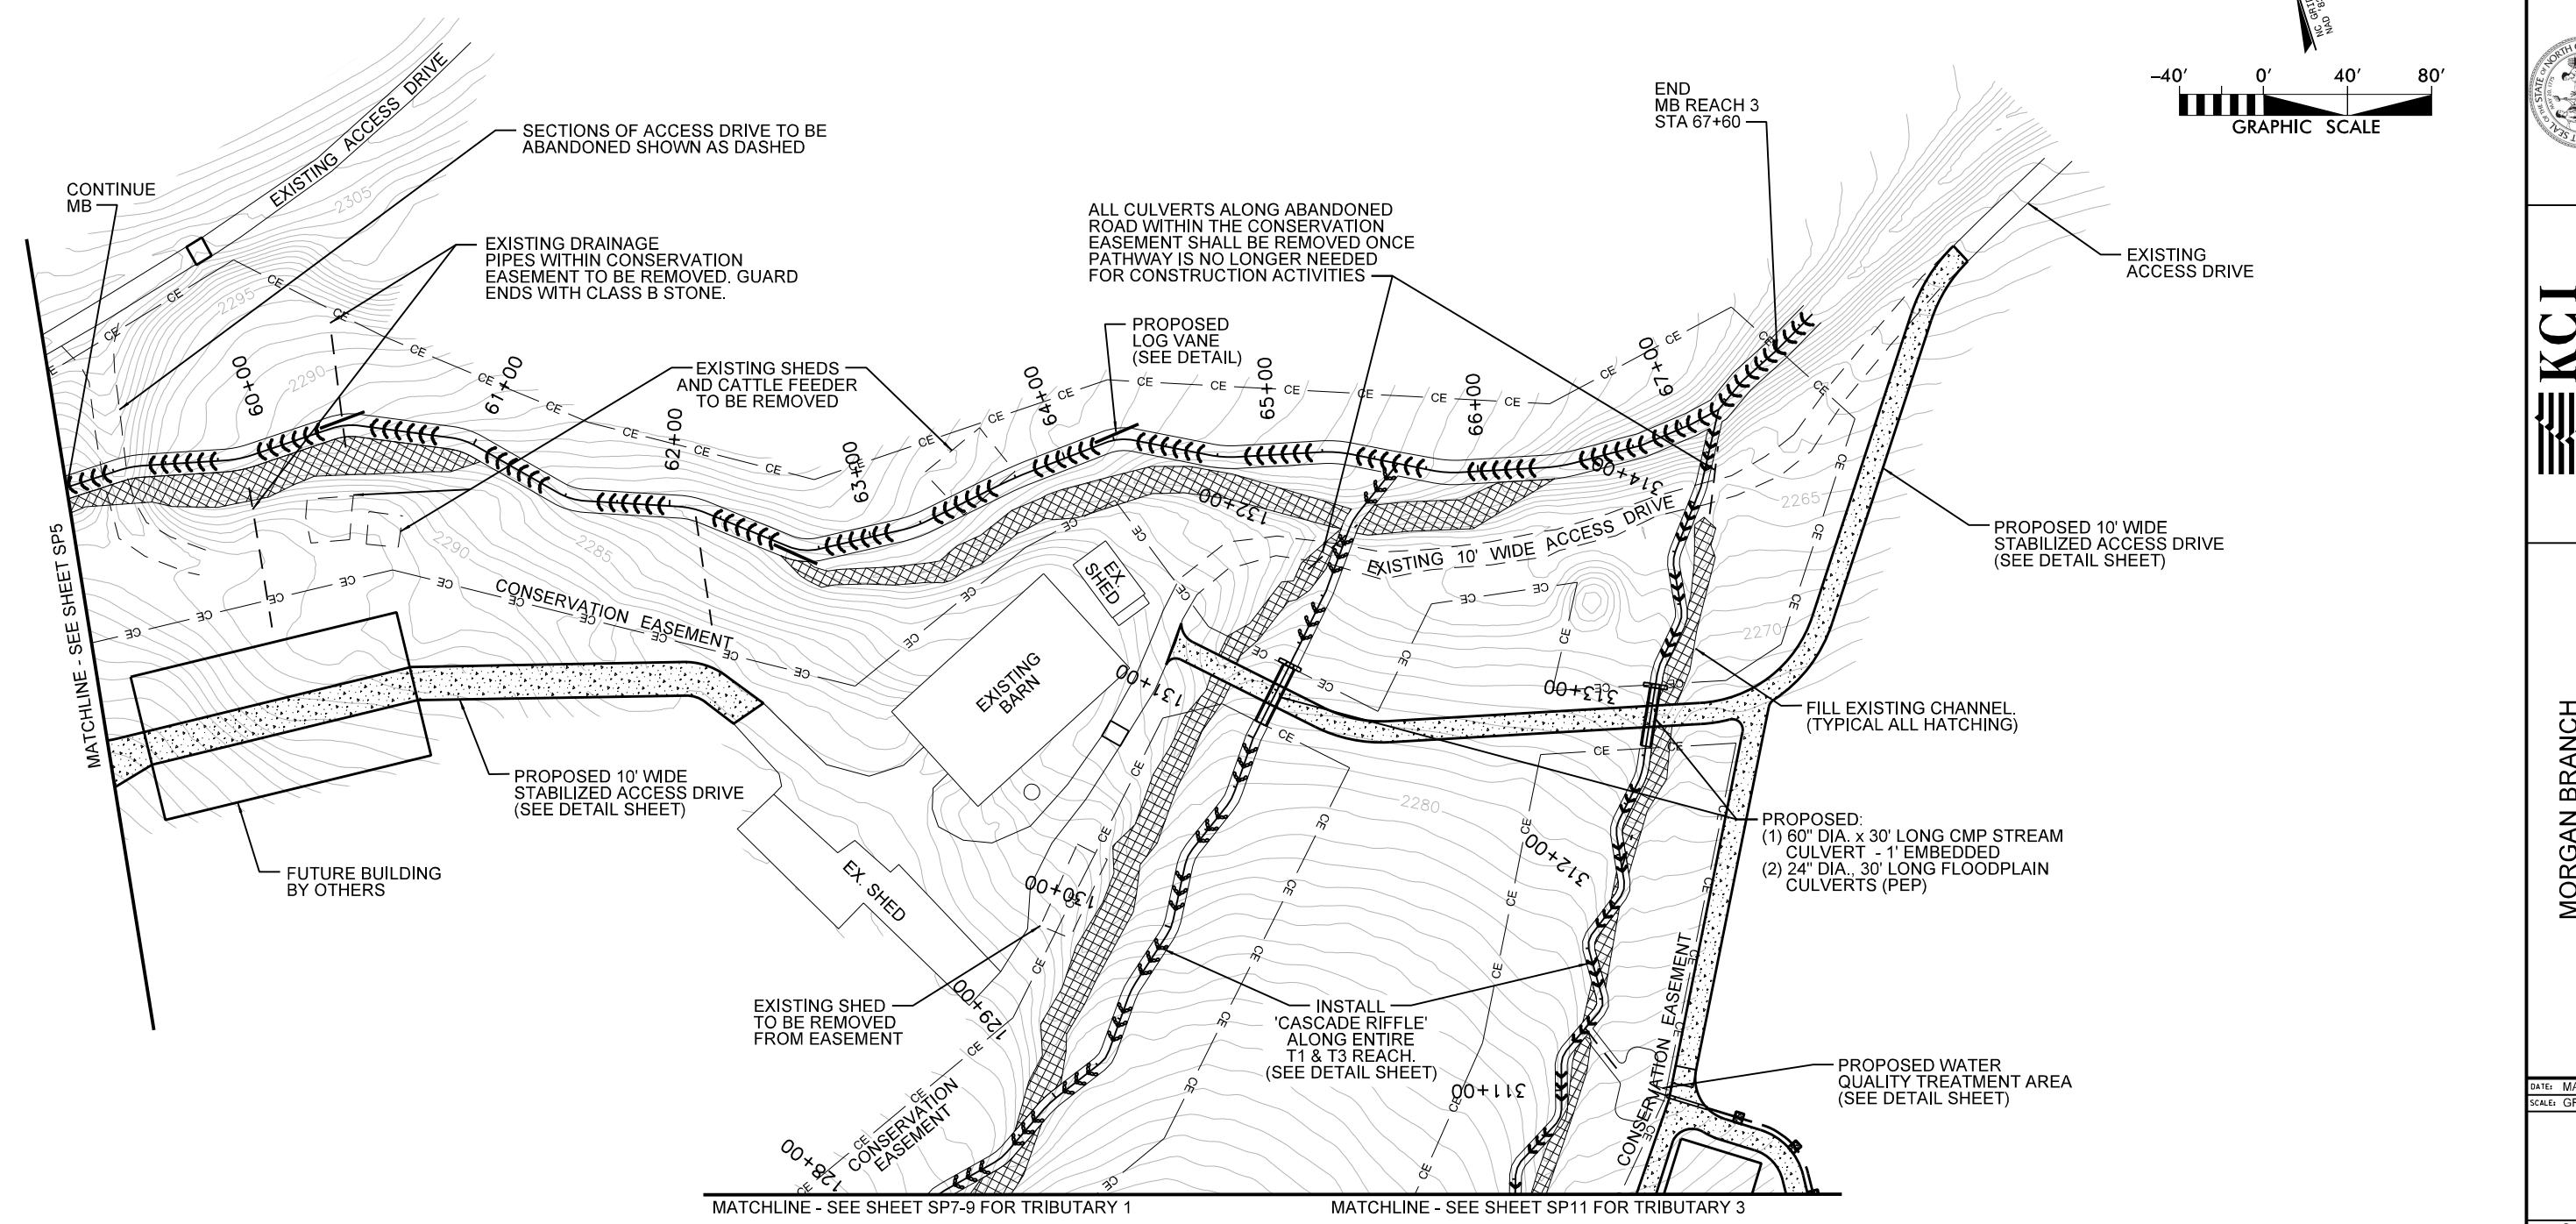 NC GRID
NAD '8
-40' 0' 40' 80'
GRAPHIC SCALE
EXISTING ACCESS DRIVE
2305
SECTIONS OF ACCESS DRIVE TO BE
ABANDONED SHOWN AS DASHED
CONTINUE
MB
EXISTING DRAINAGE
PIPES WITHIN CONSERVATION
EASEMENT TO BE REMOVED. GUARD
ENDS WITH CLASS B STONE.
ALL CULVERTS ALONG ABANDONED
ROAD WITHIN THE CONSERVATION
EASEMENT SHALL BE REMOVED ONCE
PATHWAY IS NO LONGER NEEDED
FOR CONSTRUCTION ACTIVITIES
END
MB REACH 3
STA 67+60
EXISTING
ACCESS DRIVE
PROPOSED
LOG VANE
(SEE DETAIL)
EXISTING SHEDS
AND CATTLE FEEDER
TO BE REMOVED
2295
2290
60+00
61+00
62+00
63+00
64+00
65+00
66+00
67+00
314+00
132+00
2265
EXISTING 10' WIDE ACCESS DRIVE
PROPOSED 10' WIDE
STABILIZED ACCESS DRIVE
(SEE DETAIL SHEET)
2290
2285
CONSERVATION EASEMENT
EX.
SHED
EXISTING
BARN
131+00
313+00
2270
MATCHLINE - SEE SHEET SP5
FILL EXISTING CHANNEL.
(TYPICAL ALL HATCHING)
PROPOSED 10' WIDE
STABILIZED ACCESS DRIVE
(SEE DETAIL SHEET)
2280
PROPOSED:
(1) 60" DIA. x 30' LONG CMP STREAM
CULVERT - 1' EMBEDDED
(2) 24" DIA., 30' LONG FLOODPLAIN
CULVERTS (PEP)
FUTURE BUILDING
BY OTHERS
EX. SHED
130+00
312+00
EXISTING SHED
TO BE REMOVED
FROM EASEMENT
129+00
INSTALL
'CASCADE RIFFLE'
ALONG ENTIRE
T1 & T3 REACH.
(SEE DETAIL SHEET)
311+00
CONSERVATION EASEMENT
PROPOSED WATER
QUALITY TREATMENT AREA
(SEE DETAIL SHEET)
128+00
CONSERVATION
EASEMENT
MATCHLINE - SEE SHEET SP7-9 FOR TRIBUTARY 1
MATCHLINE - SEE SHEET SP11 FOR TRIBUTARY 3
KCI
MORGAN BRANCH
DATE: MA
SCALE: GR